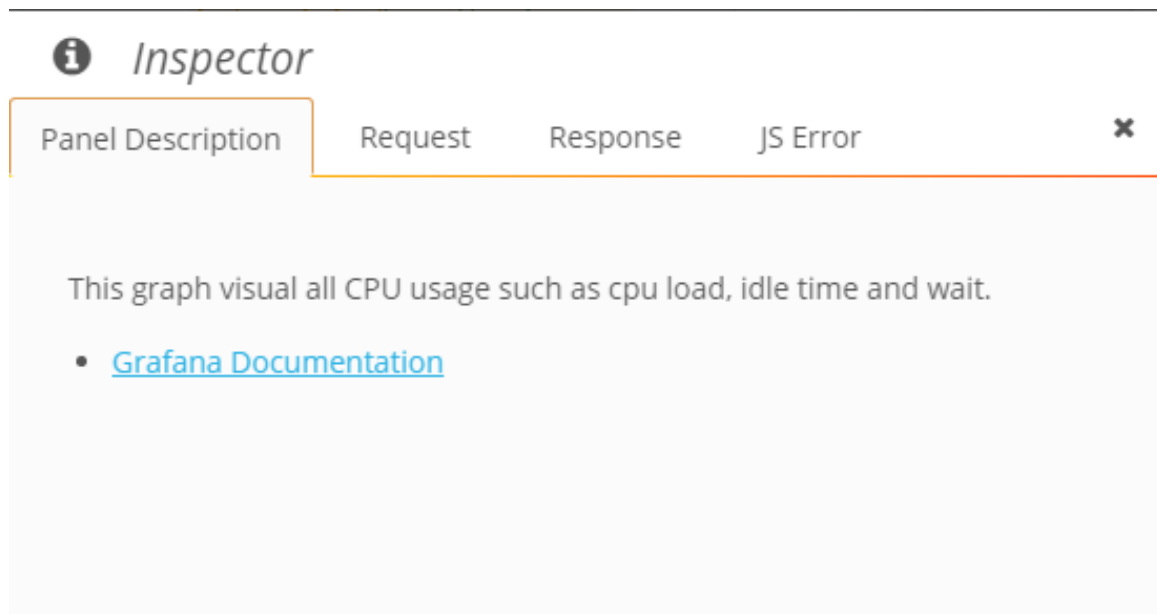 Inspector
Panel Description Request Response JS Error
This graph visual all CPU usage such as cpu load, idle time and wait.
Grafana Documentation